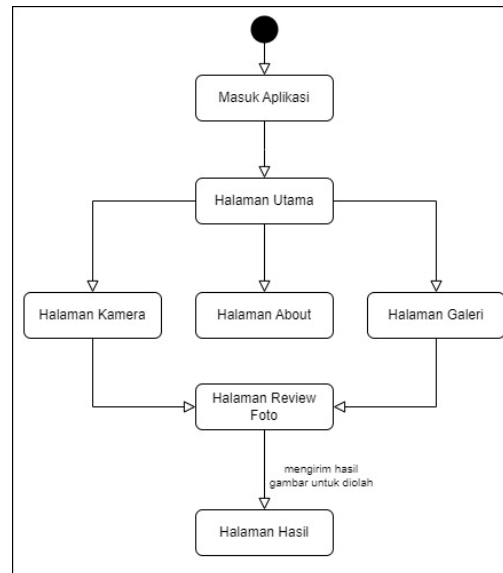 Masuk Aplikasi
Halaman Utama
Halaman Kamera
Halaman About
Halaman Galeri
Halaman Review
Foto
mengirim hasil
gambar untuk diolah
Halaman Hasil